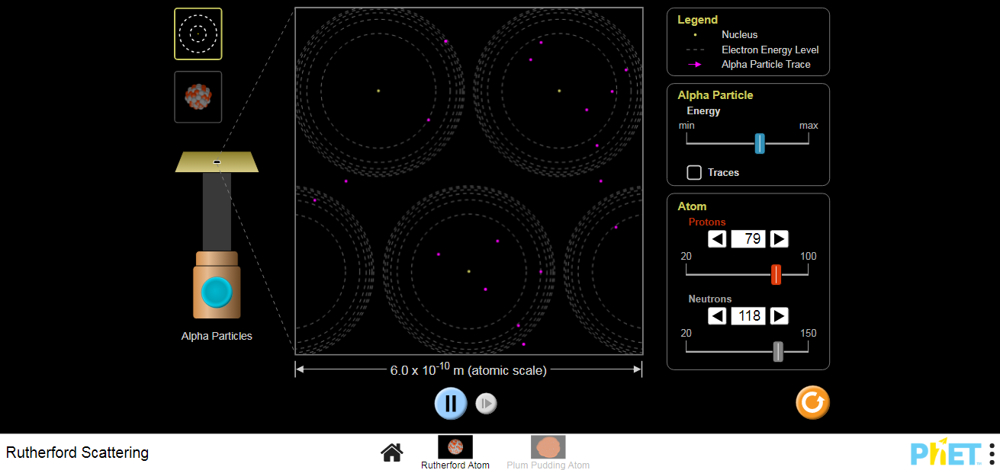 Legend
Nucleus
Electron Energy Level
Alpha Particle Trace
Alpha Particle
Energy
min max
Traces
Atom
Protons
79
20 100
Neutrons
118
20 150
Alpha Particles
6.0 x 10-10 m (atomic scale)
Rutherford Scattering
Rutherford Atom
Plum Pudding Atom
PhET